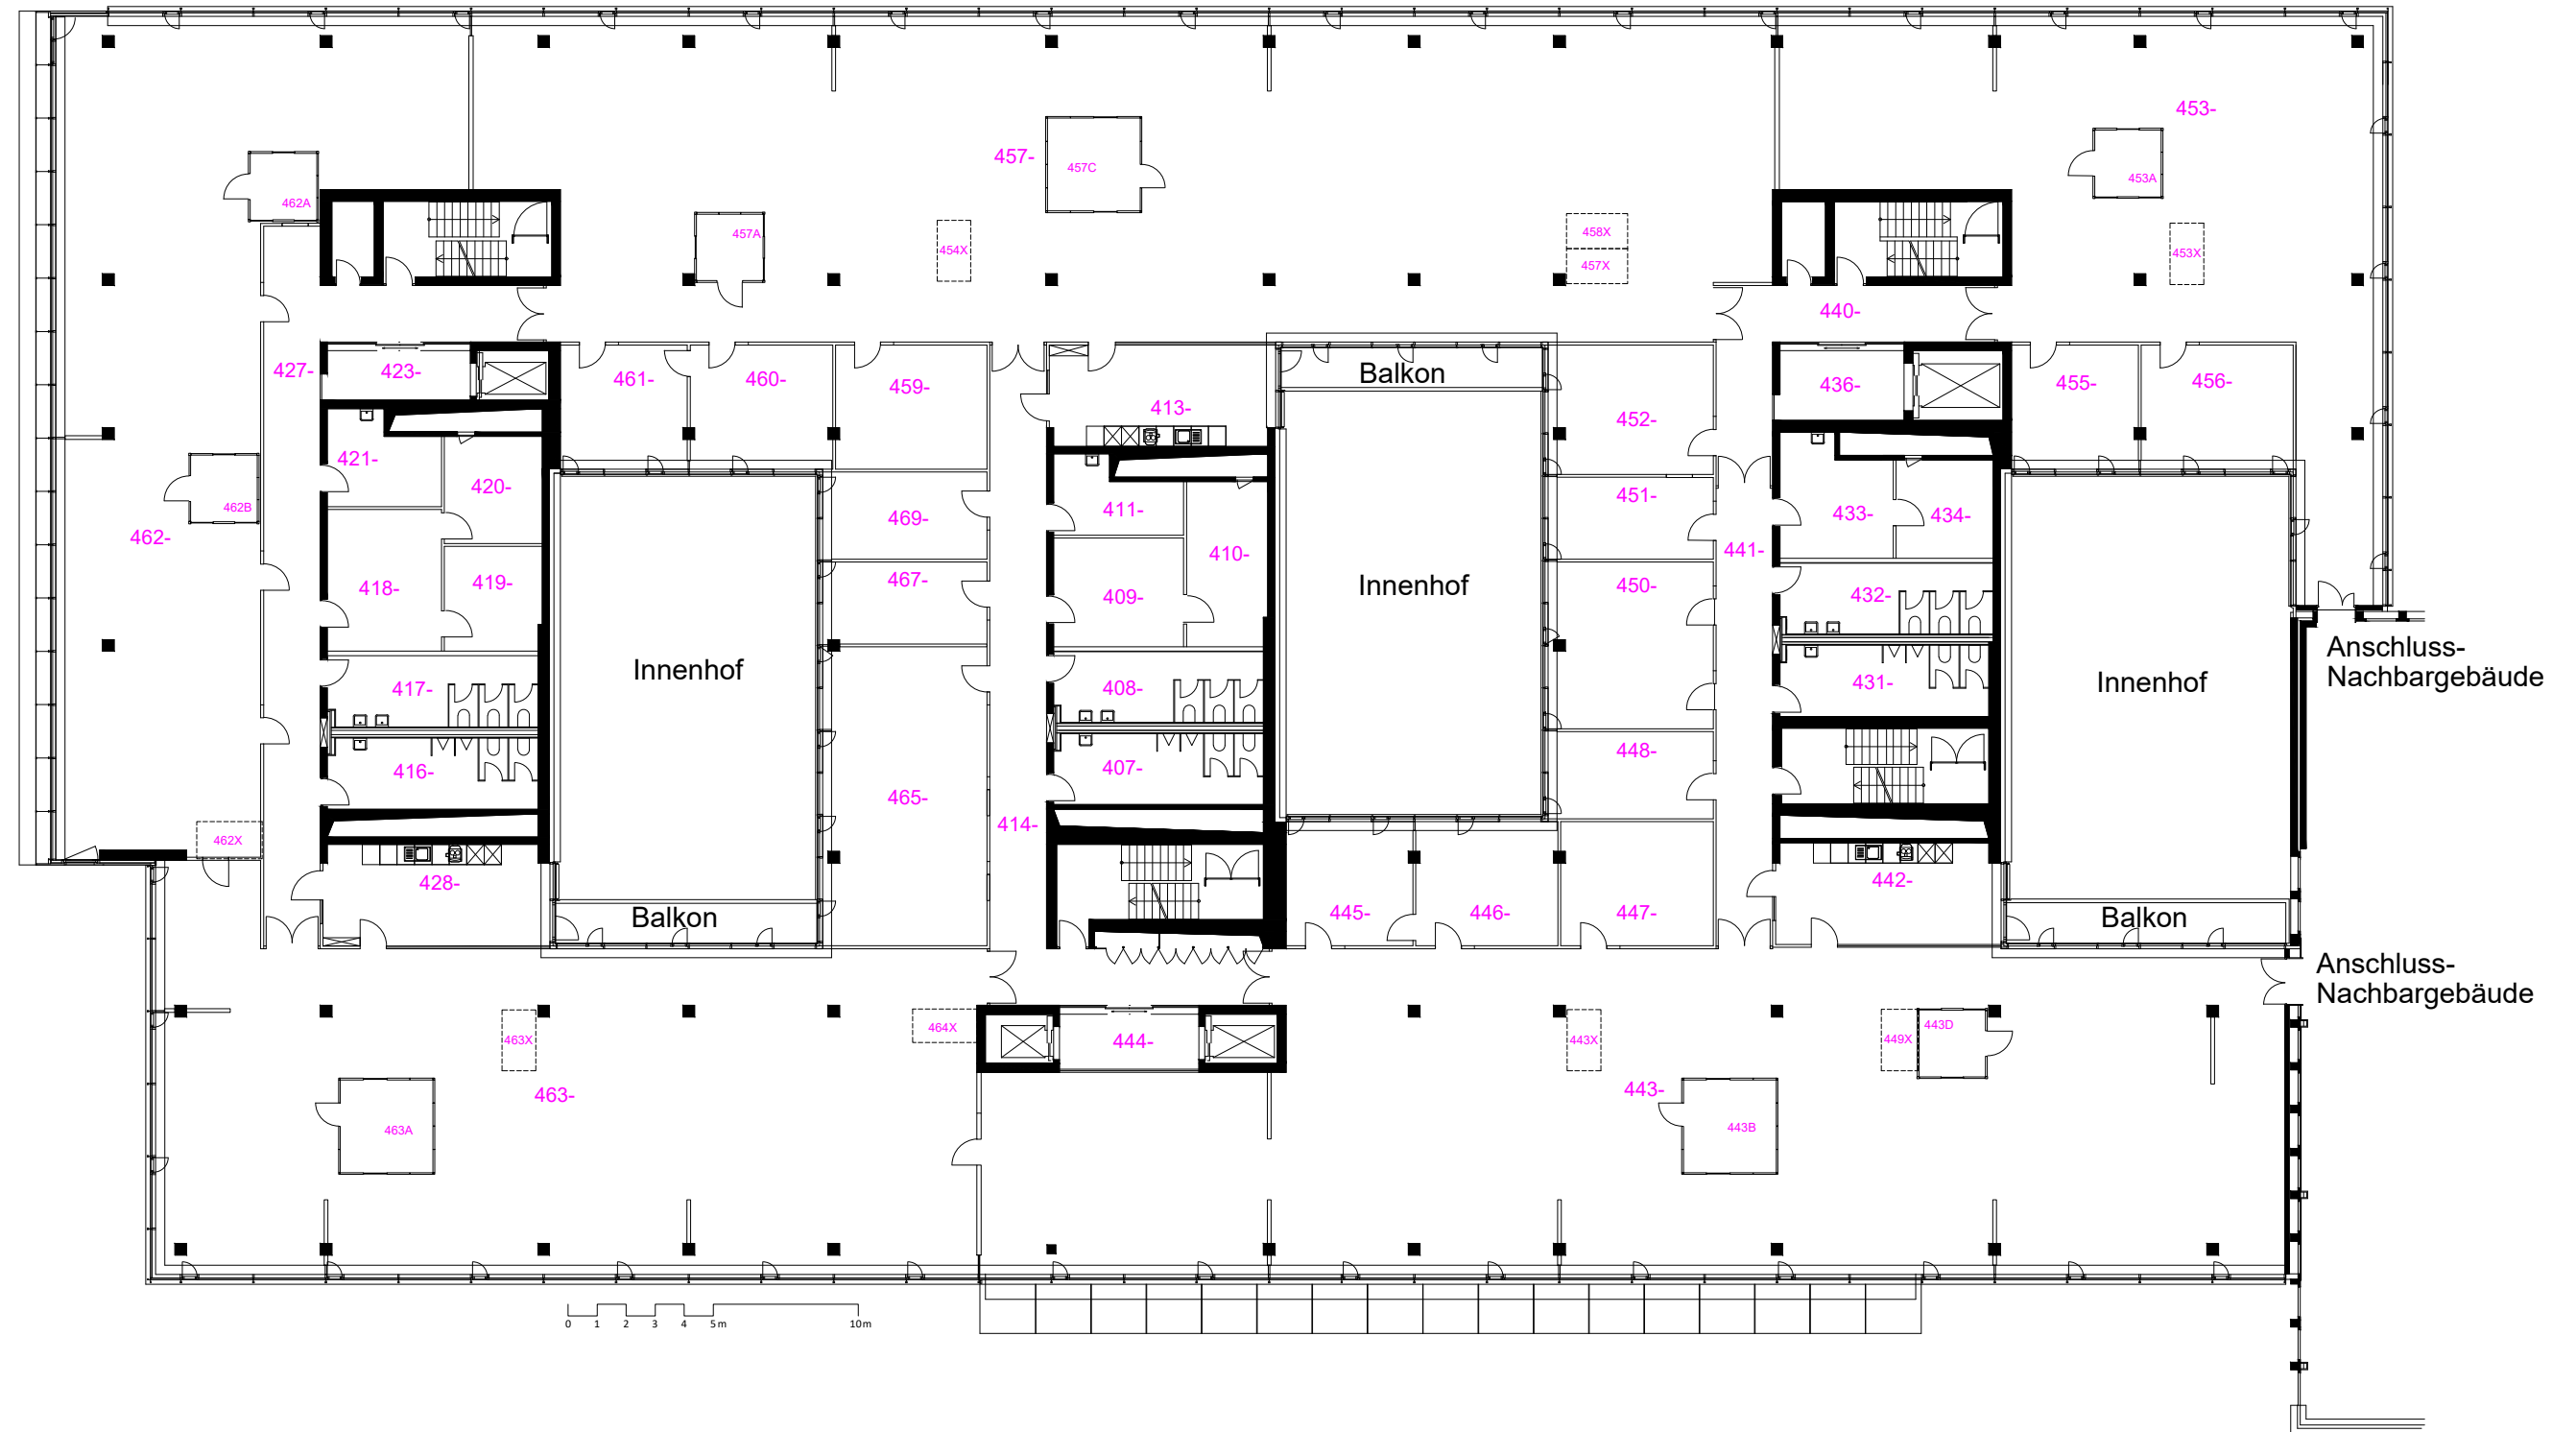 453-
457-
457C
453A
462A
457A
458X
454X
453X
457X
440-
427-
423-
461-
460-
459-
Balkon
436-
455-
456-
413-
452-
421-
420-
451-
462B
411-
469-
433-
434-
462-
441-
410-
467-
Innenhof
450-
418-
419-
409-
432-
Anschluss-
Nachbargebäude
Innenhof
417-
408-
431-
Innenhof
448-
416-
407-
465-
414-
462X
428-
442-
445-
446-
447-
Balkon
Balkon
Anschluss-
Nachbargebäude
464X
443D
463X
444-
443X
449X
463-
443-
463A
443B
0 1 2 3 4 5m 10m